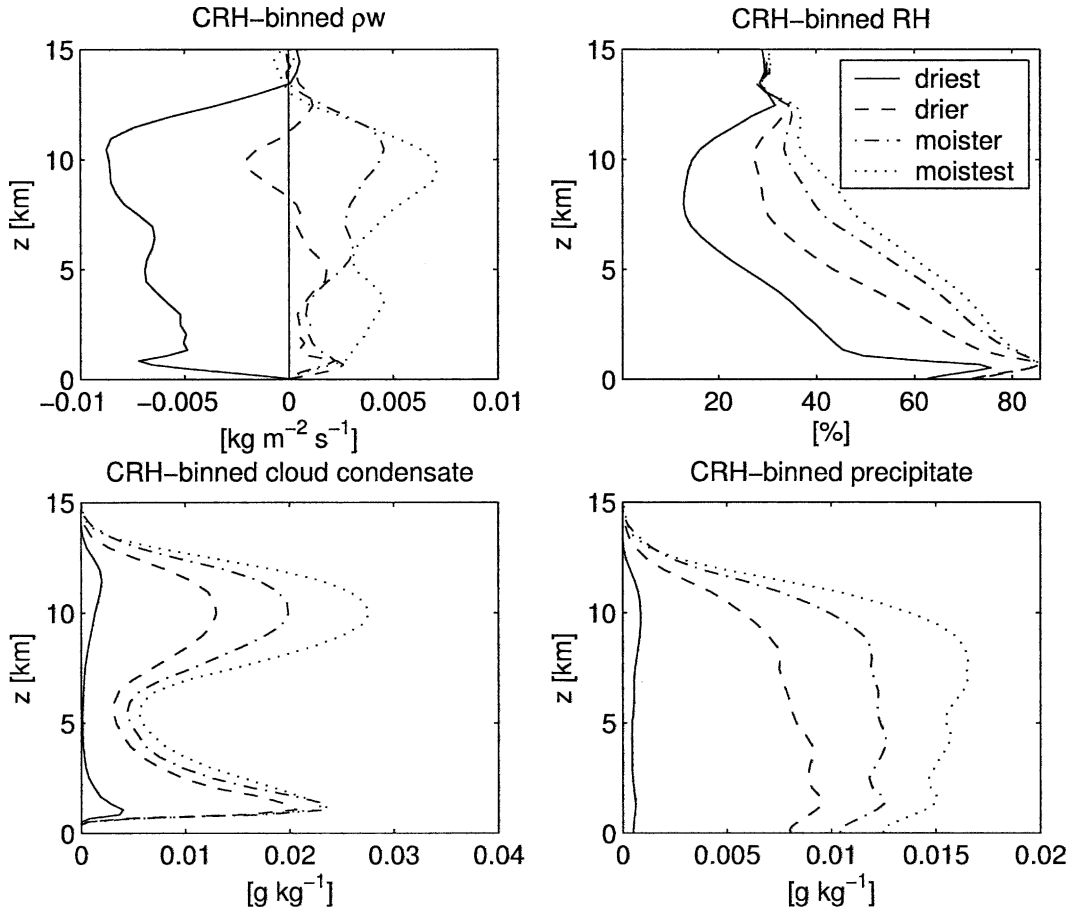 CRH−binned ρw
z [km]
15
10
5
0
−0.01
−0.005
0
0.005
0.01
[kg m−2 s−1]
CRH−binned RH
z [km]
15
10
5
0
20
40
60
80
[%]
driest
drier
moister
moistest
CRH−binned cloud condensate
z [km]
15
10
5
0
0
0.01
0.02
0.03
0.04
[g kg−1]
CRH−binned precipitate
z [km]
15
10
5
0
0
0.005
0.01
0.015
0.02
[g kg−1]